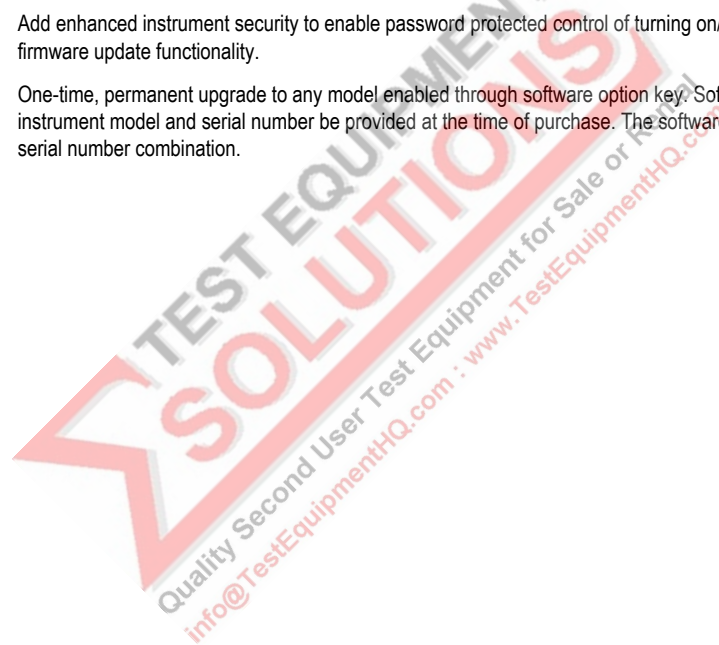 Add enhanced instrument security to enable password protected control of turning on/
firmware update functionality.
One-time, permanent upgrade to any model enabled through software option key.
instrument model and serial number be provided at the time of purchase. The
serial number combination.
TEST EQUIPMENT
SOLUTIONS
Quality Second User Test Equipment for Sale or Rental
info@TestEquipmentHQ.com : www.TestEquipmentHQ.com